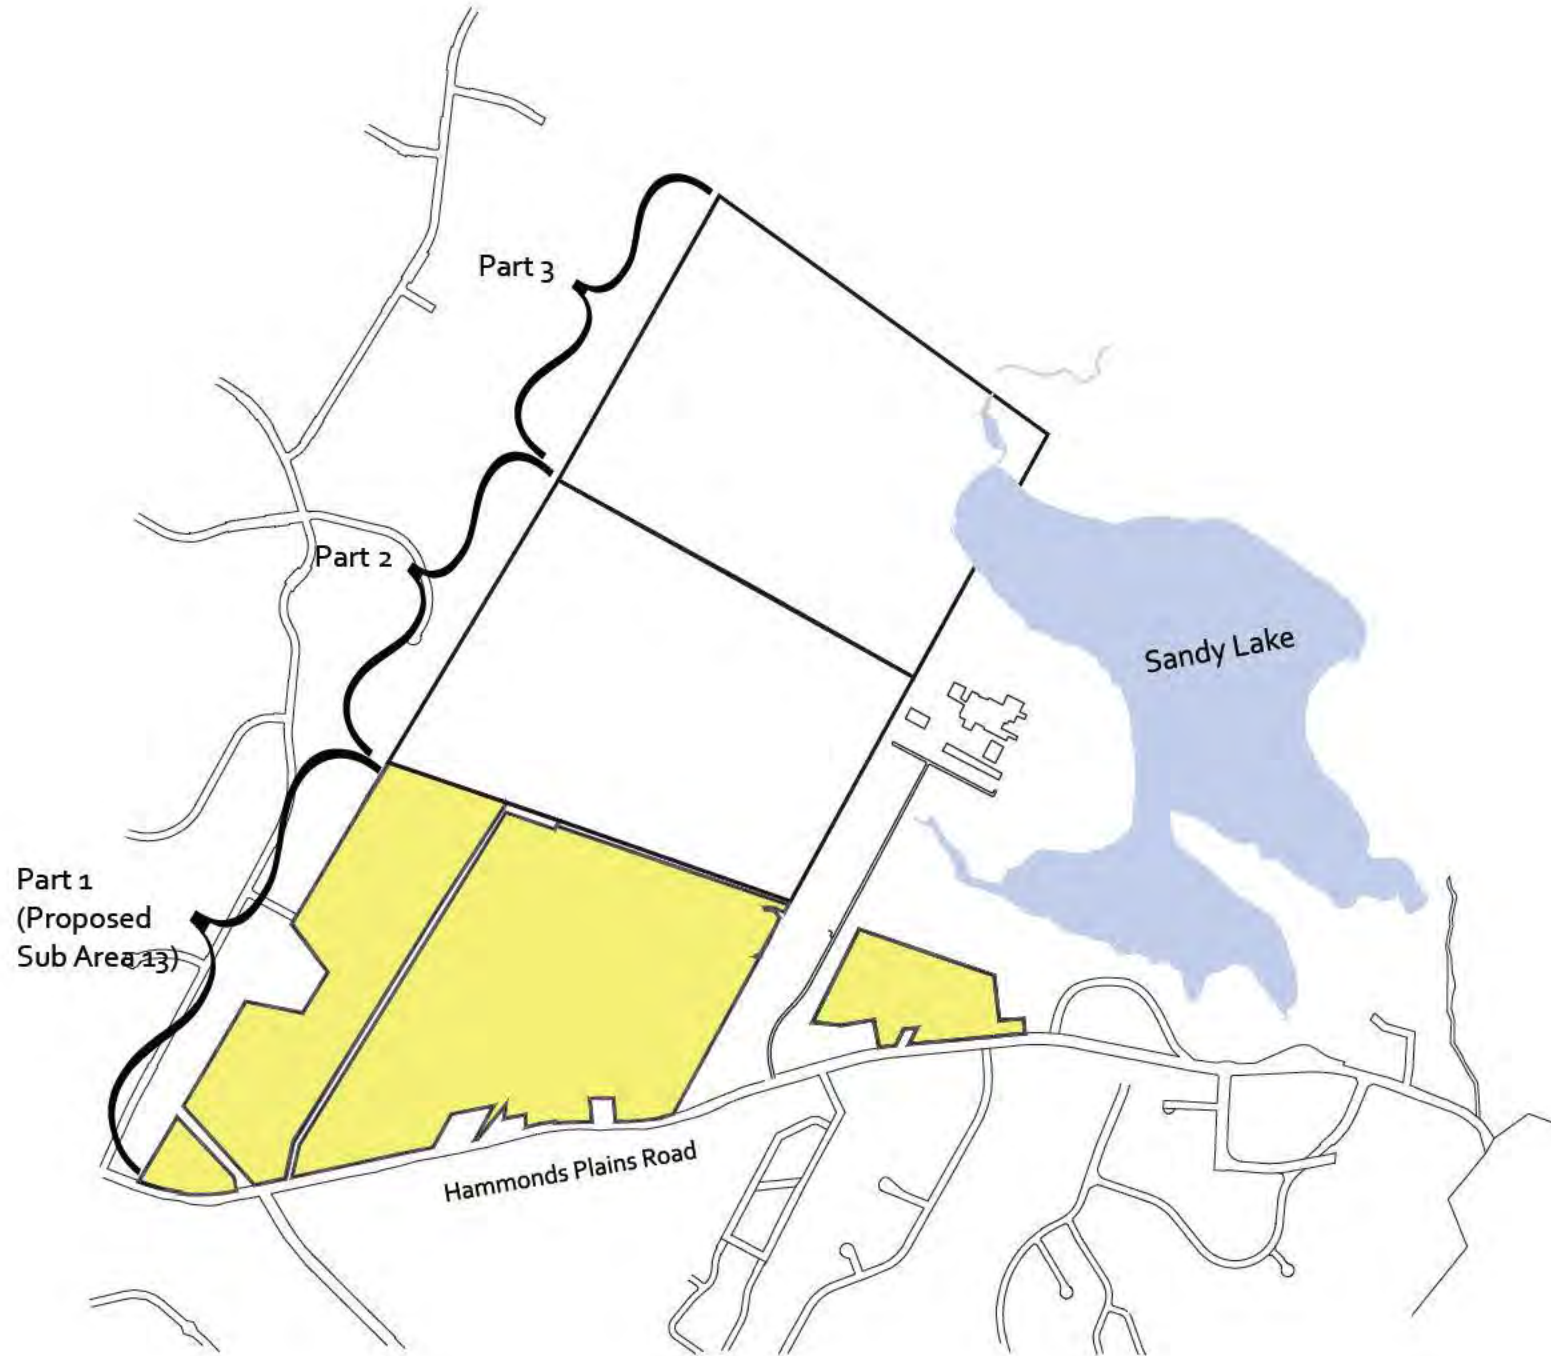 Part 3
Part 2
Sandy Lake
Part 1
(Proposed
Sub Area 13)
Hammonds Plains Road